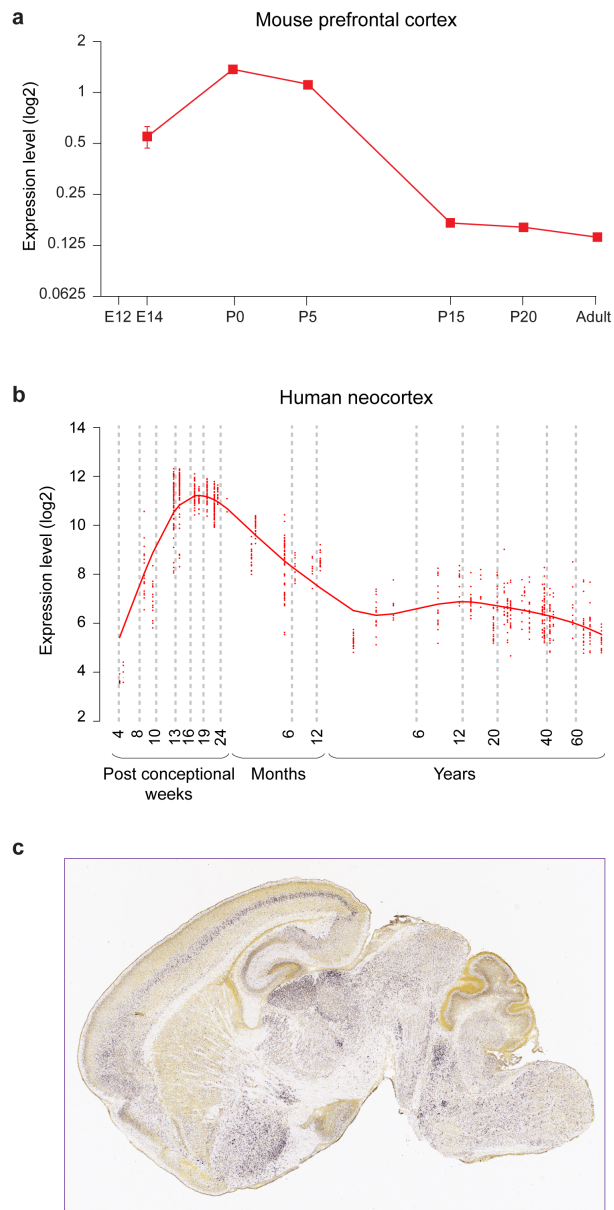 a
Mouse prefrontal cortex
Expression level (log2)
2
1
0.5
0.25
0.125
0.0625
E12 E14 P0 P5 P15 P20 Adult
b
Human neocortex
Expression level (log2)
14
12
10
8
6
4
2
4 8 10 13 16 19 24 6 12 6 12 20 40 60
Post conceptional weeks Months Years
c